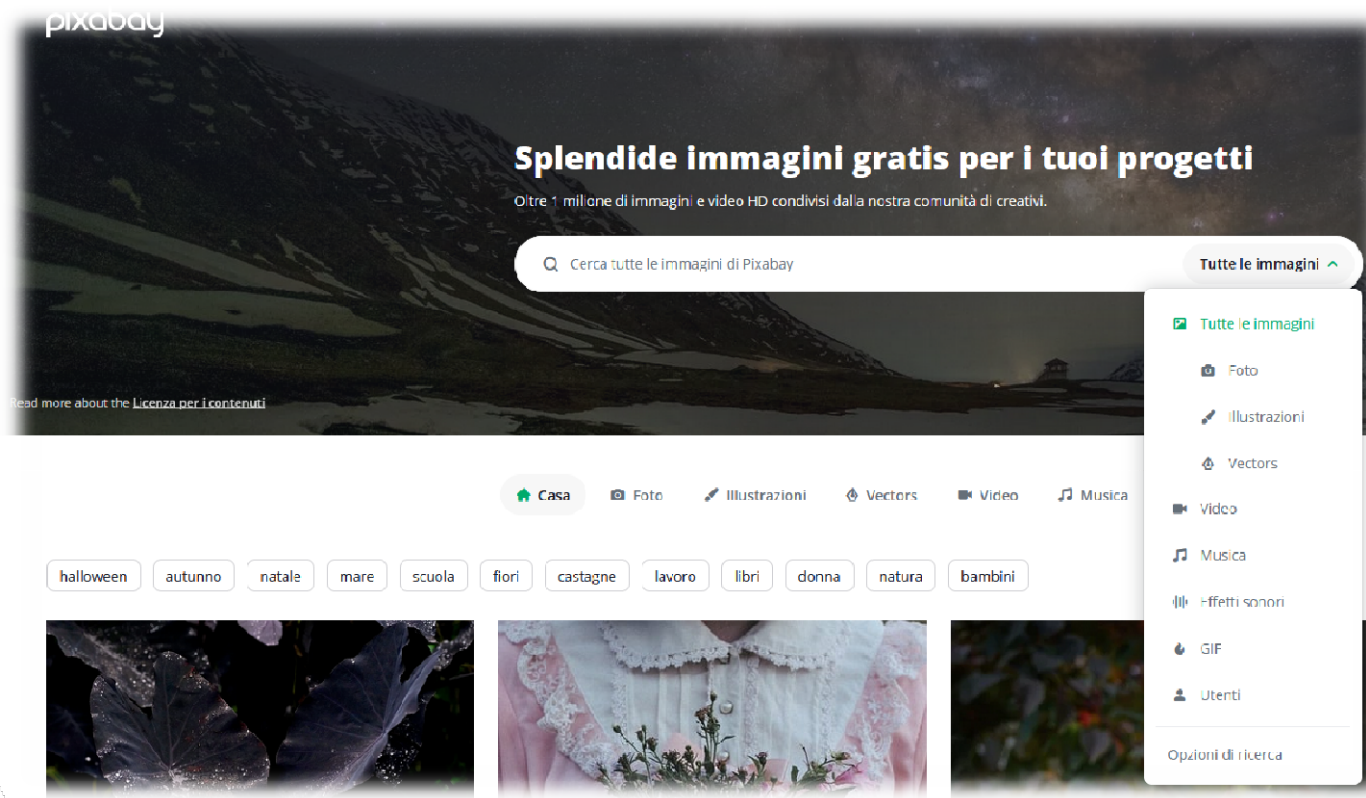 pixabay
Splendide immagini gratis per i tuoi progetti
Oltre 1 milione di immagini e video HD condivisi dalla nostra comunità di creativi.
Cerca tutte le immagini di Pixabay
Tutte le immagini
Tutte le immagini
Foto
Illustrazioni
Vectors
Video
Musica
Effetti sonori
GIF
Utenti
Opzioni di ricerca
Read more about the Licenza per i contenuti
Casa Foto Illustrazioni Vectors Video Musica
halloween autunno natale mare scuola fiori castagne lavoro libri donna natura bambini